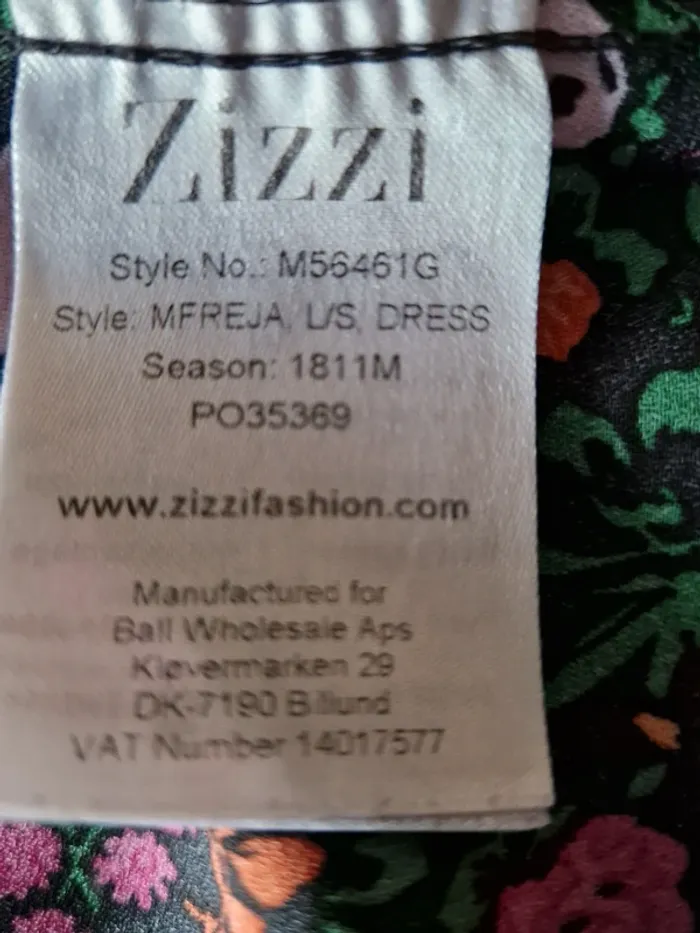 Zizzi
Style No.: M56461G
Style: MFREJA, L/S, DRESS
Season: 1811M
PO35369
www.zizzifashion.com
Manufactured for
Ball Wholesale Aps
Kløvermarken 29
DK-7190 Billund
VAT Number 14017577